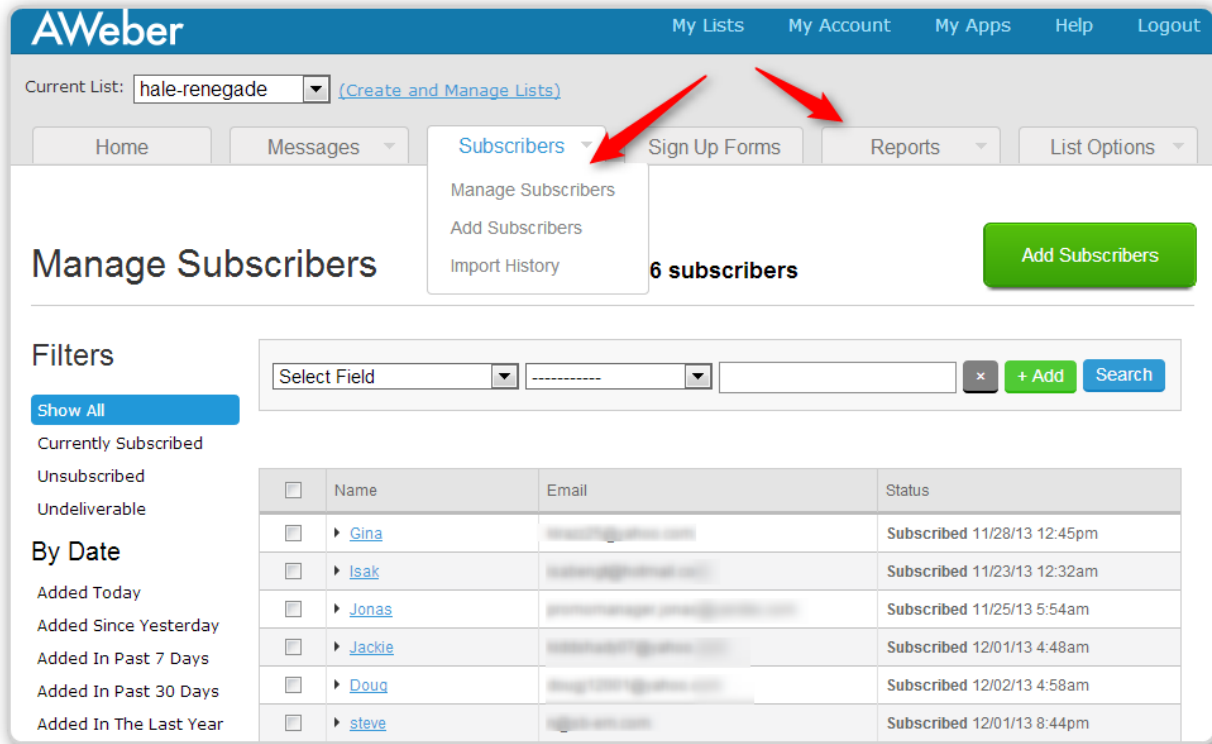 AWeber
My Lists My Account My Apps Help Logout
Current List: hale-renegade (Create and Manage Lists)
Home Messages Subscribers Sign Up Forms Reports List Options
Manage Subscribers
Add Subscribers
Import History
Manage Subscribers 6 subscribers Add Subscribers
Filters
Select Field ----------- × + Add Search
Show All
Currently Subscribed
Unsubscribed
Undeliverable
By Date
Added Today
Added Since Yesterday
Added In Past 7 Days
Added In Past 30 Days
Added In The Last Year
Name Email Status
Gina Subscribed 11/28/13 12:45pm
Isak Subscribed 11/23/13 12:32am
Jonas Subscribed 11/25/13 5:54am
Jackie Subscribed 12/01/13 4:48am
Doug Subscribed 12/02/13 4:58am
steve Subscribed 12/01/13 8:44pm